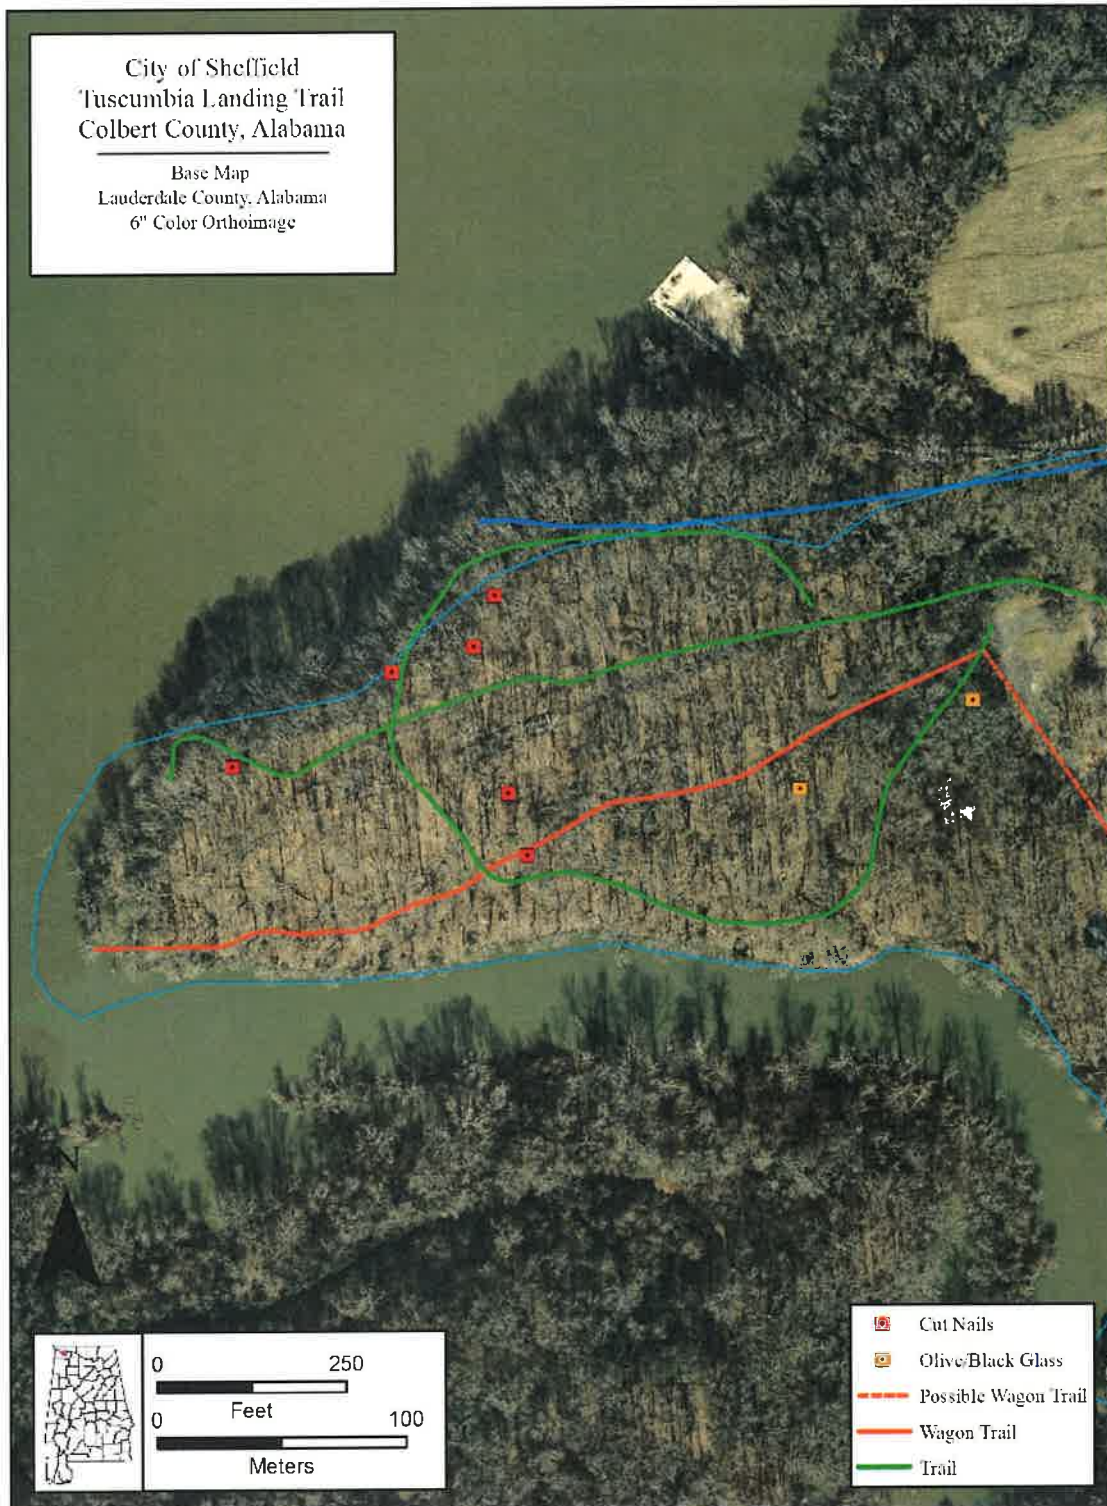 City of Sheffield
Tuscumbia Landing Trail
Colbert County, Alabama
Base Map
Lauderdale County, Alabama
6" Color Orthoimage
N
0 250
Feet
0 100
Meters
Cut Nails
Olive/Black Glass
Possible Wagon Trail
Wagon Trail
Trail